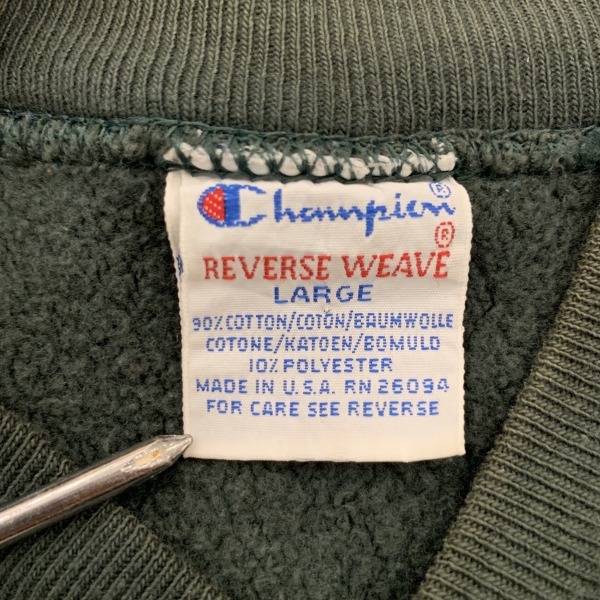 Champion®
REVERSE WEAVE®
LARGE
90%COTTON/COTÓN/BAUMWOLLE
COTONE/KATOEN/BOMULD
10% POLYESTER
MADE IN U.S.A. RN 26094
FOR CARE SEE REVERSE